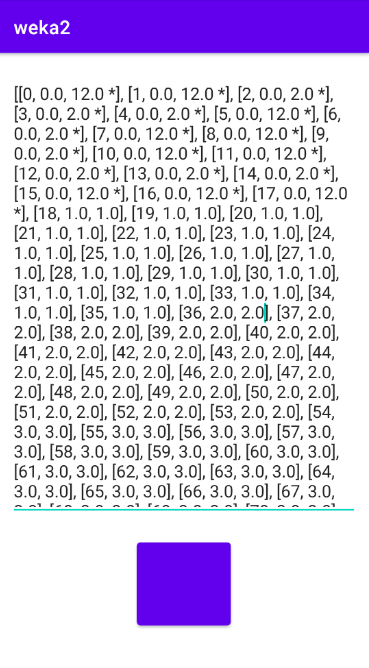 weka2
[[0, 0.0, 12.0 *], [1, 0.0, 12.0 *], [2, 0.0, 2.0 *],
[3, 0.0, 2.0 *], [4, 0.0, 2.0 *], [5, 0.0, 12.0 *], [6,
0.0, 2.0 *], [7, 0.0, 12.0 *], [8, 0.0, 12.0 *], [9,
0.0, 2.0 *], [10, 0.0, 12.0 *], [11, 0.0, 12.0 *],
[12, 0.0, 2.0 *], [13, 0.0, 2.0 *], [14, 0.0, 2.0 *],
[15, 0.0, 12.0 *], [16, 0.0, 12.0 *], [17, 0.0, 12.0
*], [18, 1.0, 1.0], [19, 1.0, 1.0], [20, 1.0, 1.0],
[21, 1.0, 1.0], [22, 1.0, 1.0], [23, 1.0, 1.0], [24,
1.0, 1.0], [25, 1.0, 1.0], [26, 1.0, 1.0], [27, 1.0,
1.0], [28, 1.0, 1.0], [29, 1.0, 1.0], [30, 1.0, 1.0],
[31, 1.0, 1.0], [32, 1.0, 1.0], [33, 1.0, 1.0], [34,
1.0, 1.0], [35, 1.0, 1.0], [36, 2.0, 2.0], [37, 2.0,
2.0], [38, 2.0, 2.0], [39, 2.0, 2.0], [40, 2.0, 2.0],
[41, 2.0, 2.0], [42, 2.0, 2.0], [43, 2.0, 2.0], [44,
2.0, 2.0], [45, 2.0, 2.0], [46, 2.0, 2.0], [47, 2.0,
2.0], [48, 2.0, 2.0], [49, 2.0, 2.0], [50, 2.0, 2.0],
[51, 2.0, 2.0], [52, 2.0, 2.0], [53, 2.0, 2.0], [54,
3.0, 3.0], [55, 3.0, 3.0], [56, 3.0, 3.0], [57, 3.0,
3.0], [58, 3.0, 3.0], [59, 3.0, 3.0], [60, 3.0, 3.0],
[61, 3.0, 3.0], [62, 3.0, 3.0], [63, 3.0, 3.0], [64,
3.0, 3.0], [65, 3.0, 3.0], [66, 3.0, 3.0], [67, 3.0,